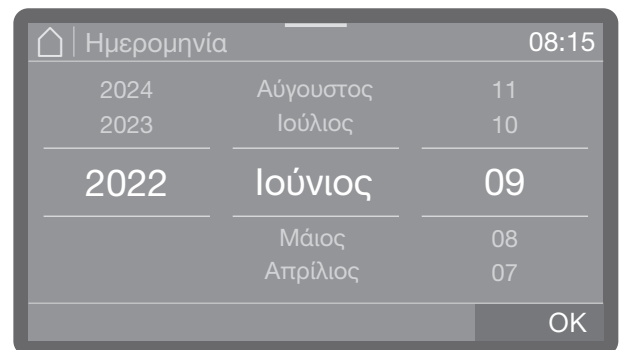 Ημερομηνία 08:15
2024 Αύγουστος 11
2023 Ιούλιος 10
2022 Ιούνιος 09
Μάιος 08
Απρίλιος 07
OK